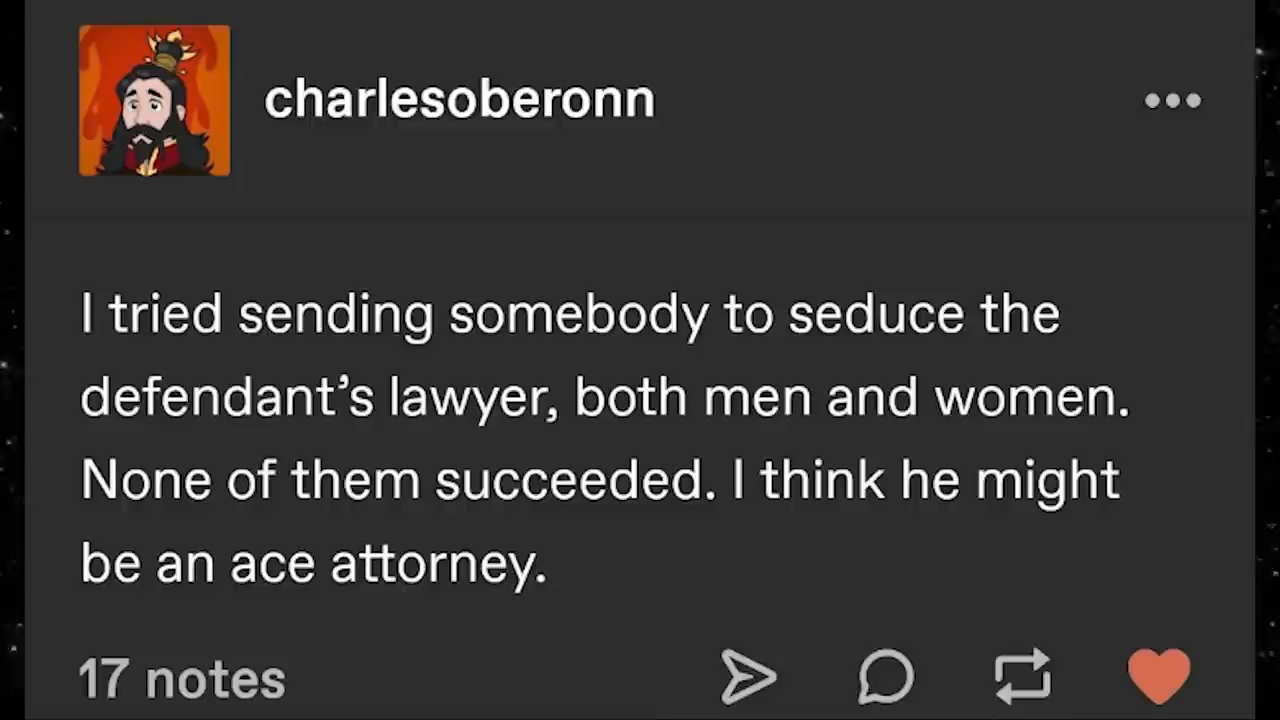 charlesoberonn
I tried sending somebody to seduce the
defendant’s lawyer, both men and women.
None of them succeeded. I think he might
be an ace attorney.
17 notes